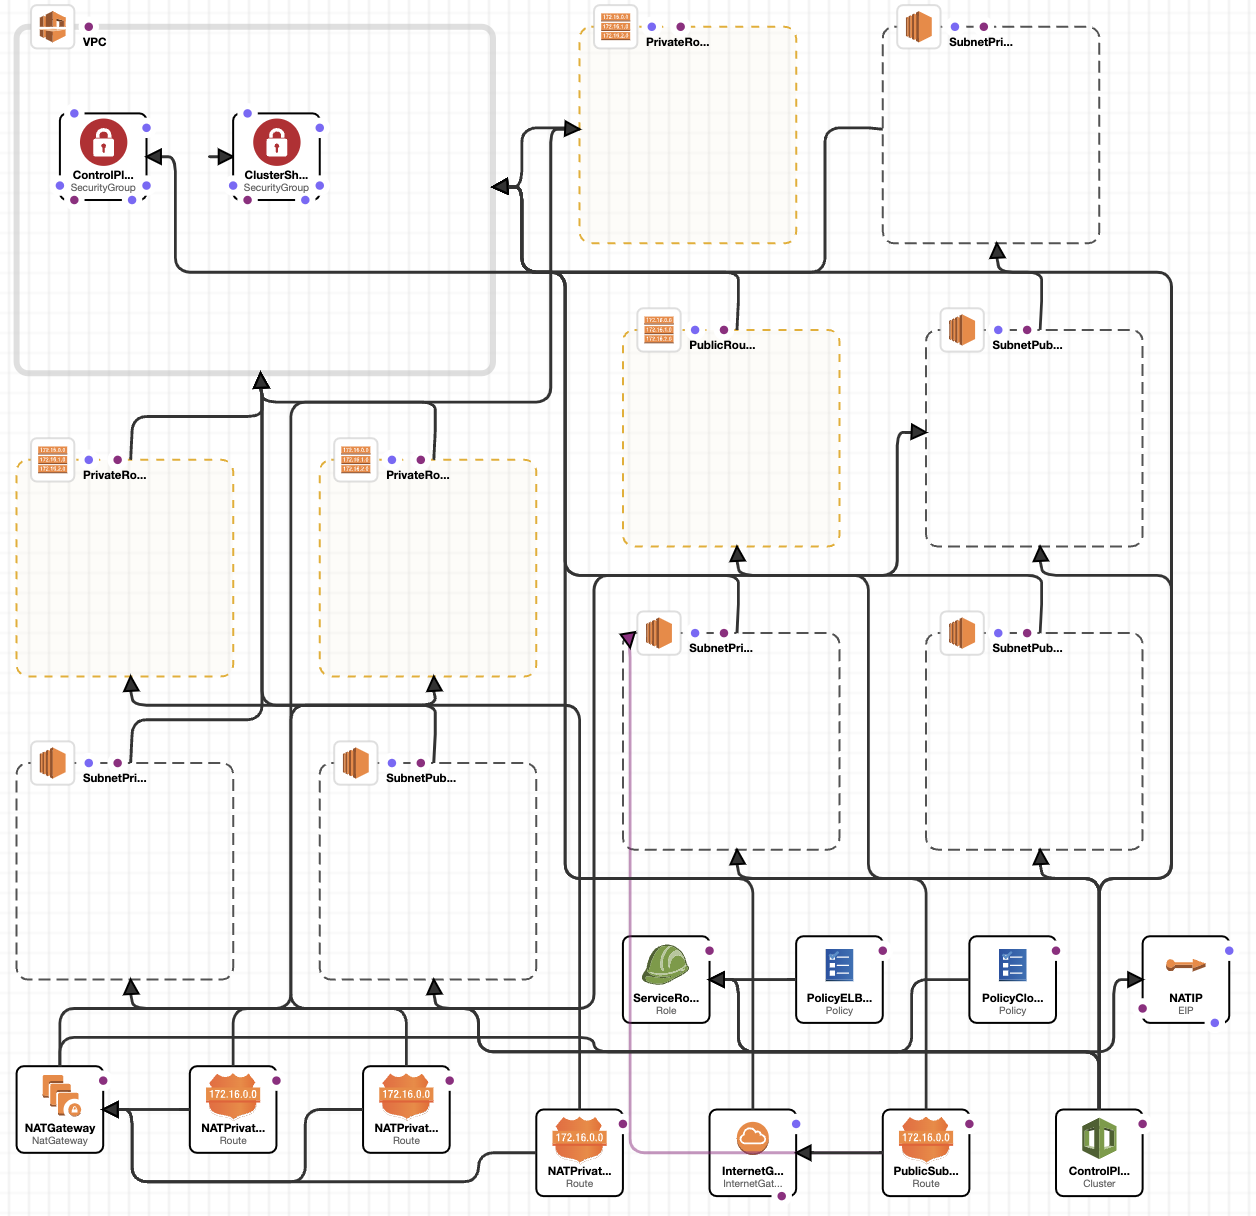 VPC
PrivateRo...
SubnetPri...
ControlPl...
SecurityGroup
ClusterSh...
SecurityGroup
PublicRou...
SubnetPub...
PrivateRo...
PrivateRo...
SubnetPri...
SubnetPub...
SubnetPri...
SubnetPub...
ServiceRo...
Role
PolicyELB...
Policy
PolicyClo...
Policy
NATIP
EIP
NATGateway
NatGateway
172.16.0.0
NATPrivat...
Route
172.16.0.0
NATPrivat...
Route
172.16.0.0
NATPrivat...
Route
InternetG...
InternetGat...
172.16.0.0
PublicSub...
Route
ControlPl...
Cluster